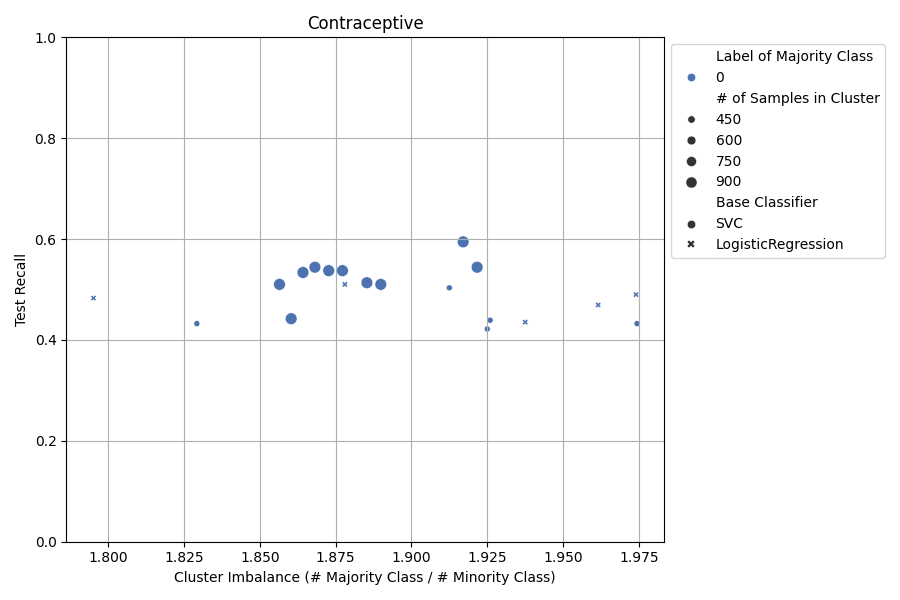 Contraceptive
1.0
0.8
0.6
0.4
0.2
0.0
Test Recall
1.800 1.825 1.850 1.875 1.900 1.925 1.950 1.975
Cluster Imbalance (# Majority Class / # Minority Class)
Label of Majority Class
0
# of Samples in Cluster
450
600
750
900
Base Classifier
SVC
LogisticRegression